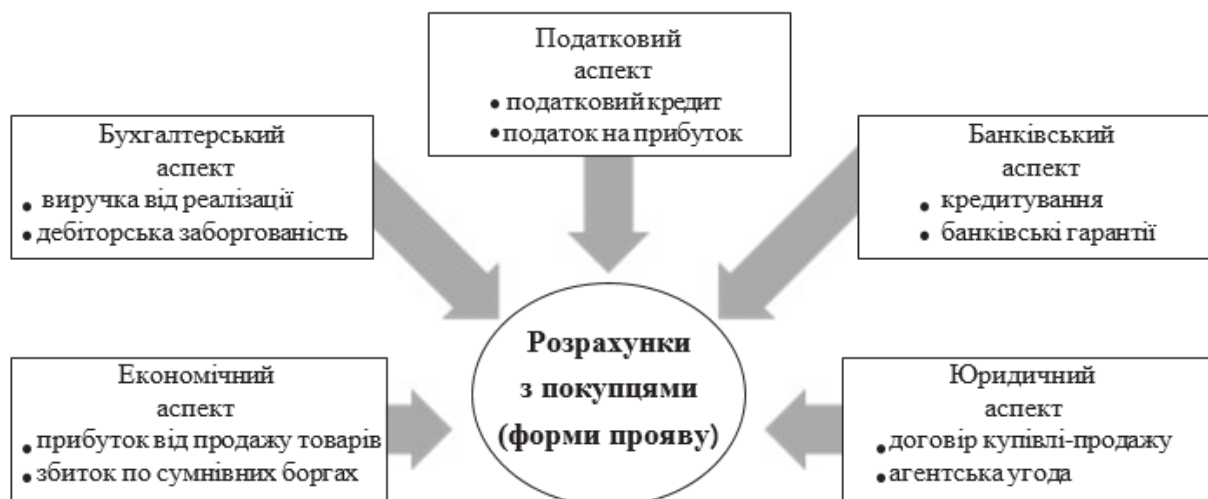 Податковий
аспект
• податковий кредит
• податок на прибуток
Бухгалтерський
аспект
• виручка від реалізації
• дебіторська заборгованість
Банківський
аспект
• кредитування
• банківські гарантії
Розрахунки
з покупцями
(форми прояву)
Економічний
аспект
• прибуток від продажу товарів
• збиток по сумнівних боргах
Юридичний
аспект
• договір купівлі-продажу
• агентська угода